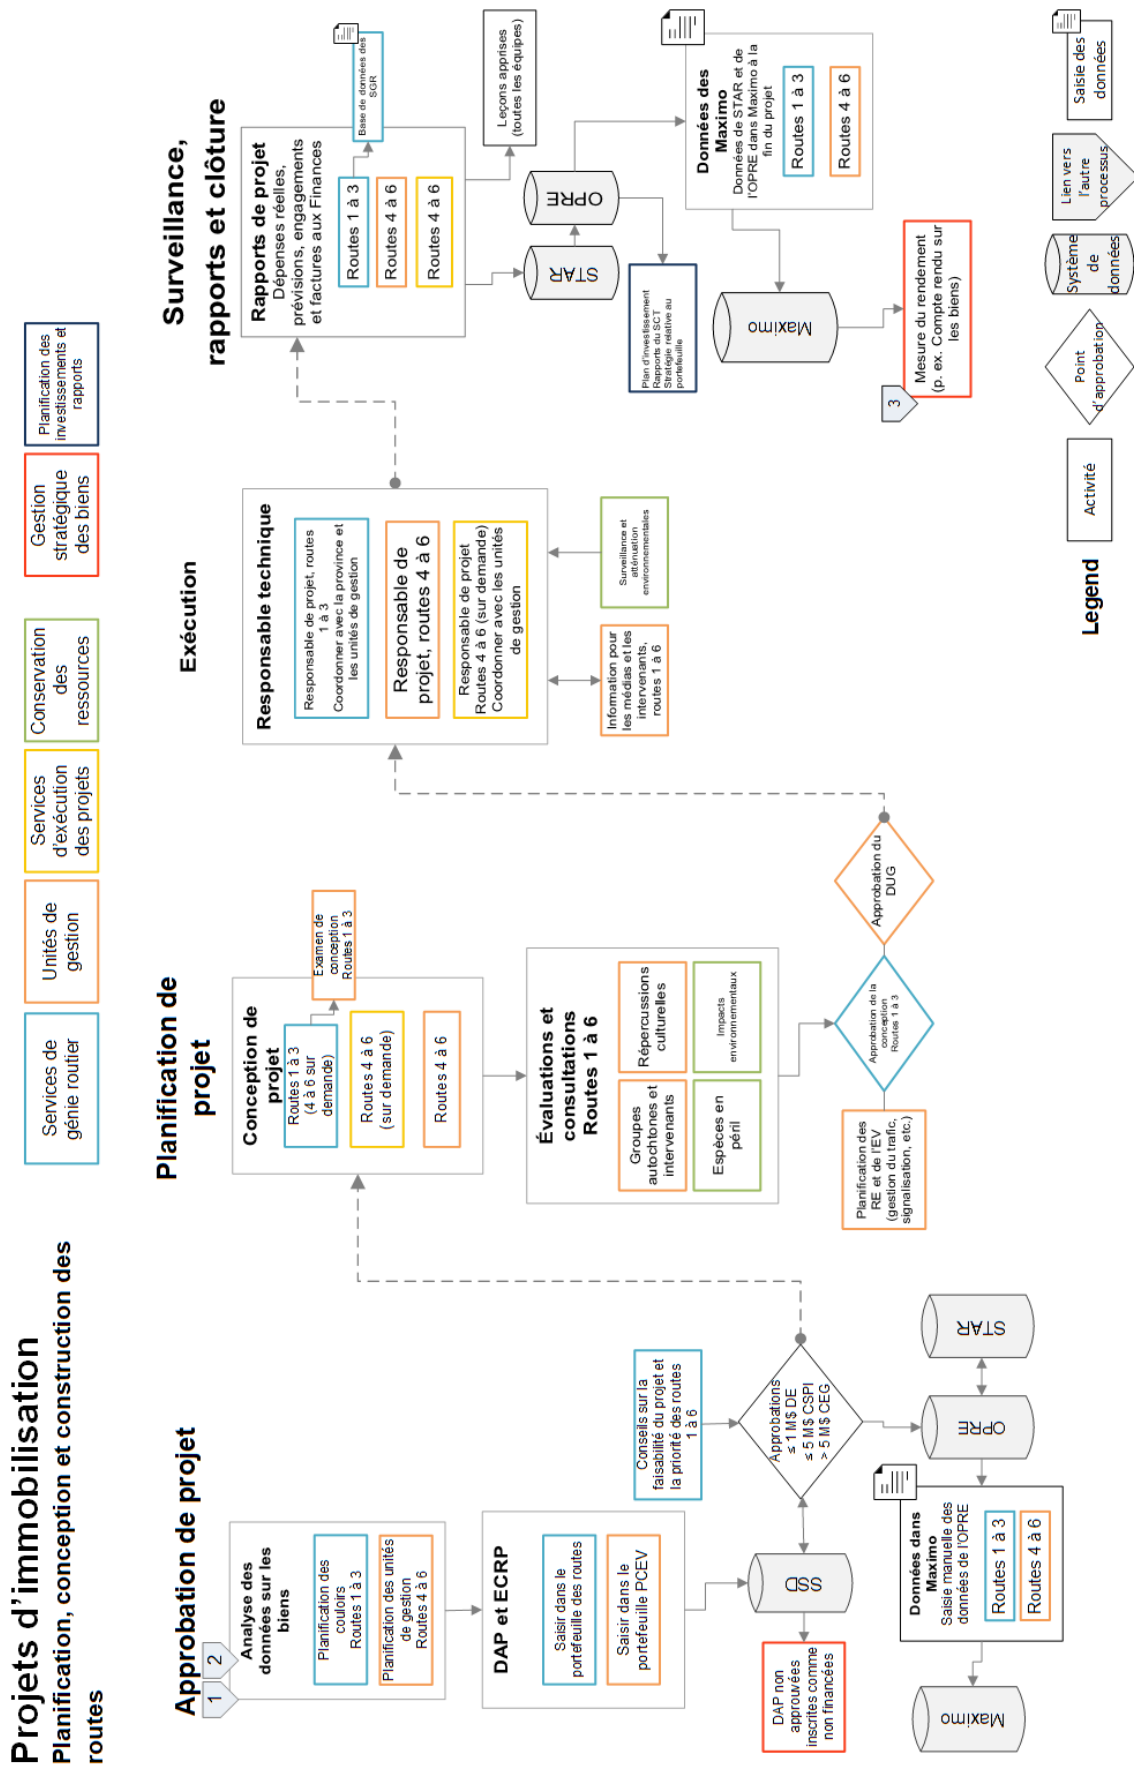 Projets d'immobilisation
Planification, conception et construction des
routes
Services de
génie routier
Unités de
gestion
Services
d'exécution
des projets
Conservation
des
ressources
Gestion
stratégique
des biens
Planification des
investissements et
rapports
Approbation de projet
1
2
Analyse des
données sur les
biens
Planification des
couloirs
Routes 1 à 3
Planification des unités
de gestion
Routes 4 à 6
DAP et ECRP
Saisir dans le
portefeuille des routes
Saisir dans le
portefeuille PCEV
SSD
DAP non
approuvées
inscrites comme
non financées
Conseils sur la
faisabilité du projet et
la priorité des routes
1 à 6
Approbations
≤ 1 M$ DE
≤ 5 M$ CSPI
> 5 M$ CEG
OPRE
STAR
Données dans
Maximo
Saisie manuelle des
données de l'OPRE
Routes 1 à 3
Routes 4 à 6
Maximo
Planification de
projet
Conception de
projet
Routes 1 à 3
(4 à 6 sur
demande)
Examen de
conception
Routes 1 à 3
Routes 4 à 6
(sur demande)
Routes 4 à 6
Évaluations et
consultations
Routes 1 à 6
Groupes
autochtones et
intervenants
Répercussions
culturelles
Espèces en
péril
Impacts
environnementaux
Planification des
RE et de l'EV
(gestion du trafic,
signalisation, etc.)
Approbation de la
conception
Routes 1 à 3
Approbation du
DUG
Exécution
Responsable technique
Responsable de projet, routes
1 à 3
Coordonner avec la province et
les unités de gestion
Responsable de
projet, routes 4 à 6
Responsable de projet
Routes 4 à 6 (sur demande)
Coordonner avec les unités
de gestion
Information pour
les médias et les
intervenants,
routes 1 à 6
Surveillance et
atténuation
environnementales
Surveillance,
rapports et clôture
Rapports de projet
Dépenses réelles,
prévisions, engagements
et factures aux Finances
Routes 1 à 3
Routes 4 à 6
Routes 4 à 6
Base de données des
SGR
Leçons apprises
(toutes les équipes)
STAR
OPRE
Plan d'investissement
Rapports du SCT
Stratégie relative au
portefeuille
Données des
Maximo
Données de STAR et de
l'OPRE dans Maximo à la
fin du projet
Routes 1 à 3
Routes 4 à 6
Maximo
3
Mesure du rendement
(p. ex. Compte rendu sur
les biens)
Legend
Activité
Point
d'approbation
Système
de
données
Lien vers
l'autre
processus
Saisie des
données